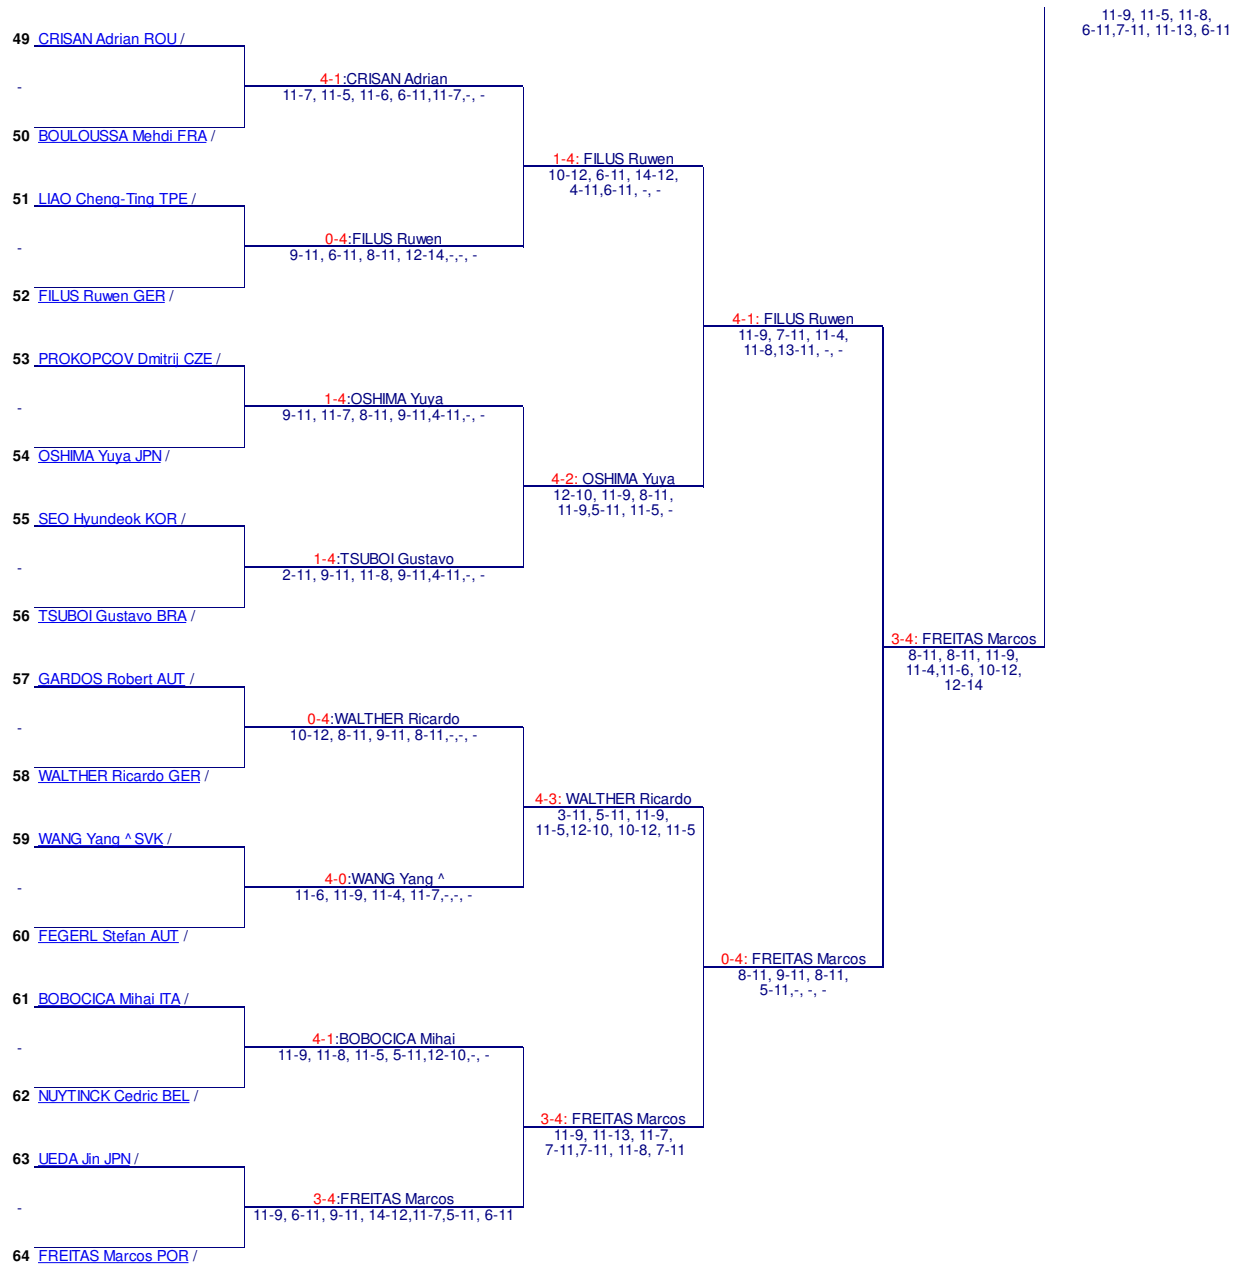 11-9, 11-5, 11-8,
6-11,7-11, 11-13, 6-11
49 CRISAN Adrian ROU /
-
4-1:CRISAN Adrian
11-7, 11-5, 11-6, 6-11,11-7,-, -
50 BOULOUSSA Mehdi FRA /
1-4: FILUS Ruwen
10-12, 6-11, 14-12,
4-11,6-11, -, -
51 LIAO Cheng-Ting TPE /
-
0-4:FILUS Ruwen
9-11, 6-11, 8-11, 12-14,-,-, -
52 FILUS Ruwen GER /
4-1: FILUS Ruwen
11-9, 7-11, 11-4,
11-8,13-11, -, -
53 PROKOPCOV Dmitrij CZE /
-
1-4:OSHIMA Yuya
9-11, 11-7, 8-11, 9-11,4-11,-, -
54 OSHIMA Yuya JPN /
4-2: OSHIMA Yuya
12-10, 11-9, 8-11,
11-9,5-11, 11-5, -
55 SEO Hyundeok KOR /
-
1-4:TSUBOI Gustavo
2-11, 9-11, 11-8, 9-11,4-11,-, -
56 TSUBOI Gustavo BRA /
3-4: FREITAS Marcos
8-11, 8-11, 11-9,
11-4,11-6, 10-12,
12-14
57 GARDOS Robert AUT /
-
0-4:WALTHER Ricardo
10-12, 8-11, 9-11, 8-11,-,-, -
58 WALTHER Ricardo GER /
4-3: WALTHER Ricardo
3-11, 5-11, 11-9,
11-5,12-10, 10-12, 11-5
59 WANG Yang ^ SVK /
-
4-0:WANG Yang ^
11-6, 11-9, 11-4, 11-7,-,-, -
60 FEGERL Stefan AUT /
0-4: FREITAS Marcos
8-11, 9-11, 8-11,
5-11,-, -, -
61 BOBOCICA Mihai ITA /
-
4-1:BOBOCICA Mihai
11-9, 11-8, 11-5, 5-11,12-10,-, -
62 NUYTINCK Cedric BEL /
3-4: FREITAS Marcos
11-9, 11-13, 11-7,
7-11,7-11, 11-8, 7-11
63 UEDA Jin JPN /
-
3-4:FREITAS Marcos
11-9, 6-11, 9-11, 14-12,11-7,5-11, 6-11
64 FREITAS Marcos POR /